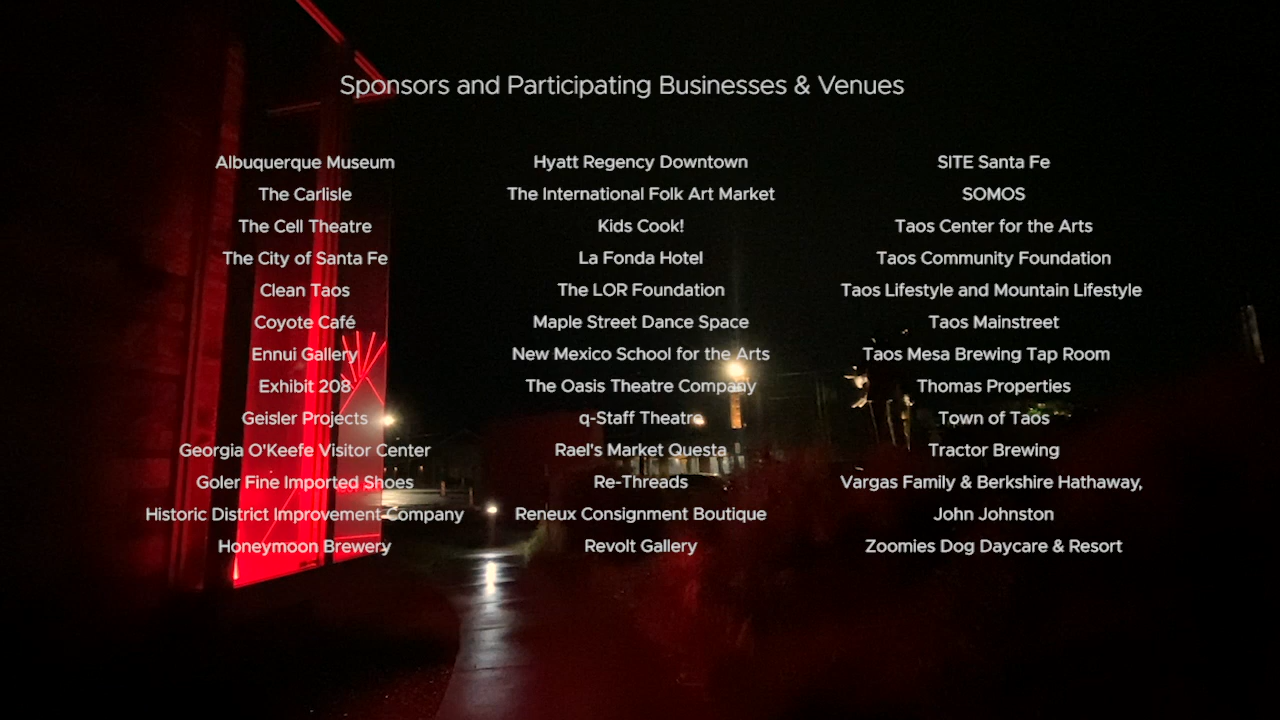 Sponsors and Participating Businesses & Venues
Albuquerque Museum
The Carlisle
The Cell Theatre
The City of Santa Fe
Clean Taos
Coyote Café
Ennui Gallery
Exhibit 208
Geisler Projects
Georgia O'Keefe Visitor Center
Goler Fine Imported Shoes
Historic District Improvement Company
Honeymoon Brewery
Hyatt Regency Downtown
The International Folk Art Market
Kids Cook!
La Fonda Hotel
The LOR Foundation
Maple Street Dance Space
New Mexico School for the Arts
The Oasis Theatre Company
q-Staff Theatre
Rael's Market Questa
Re-Threads
Reneux Consignment Boutique
Revolt Gallery
SITE Santa Fe
SOMOS
Taos Center for the Arts
Taos Community Foundation
Taos Lifestyle and Mountain Lifestyle
Taos Mainstreet
Taos Mesa Brewing Tap Room
Thomas Properties
Town of Taos
Tractor Brewing
Vargas Family & Berkshire Hathaway,
John Johnston
Zoomies Dog Daycare & Resort